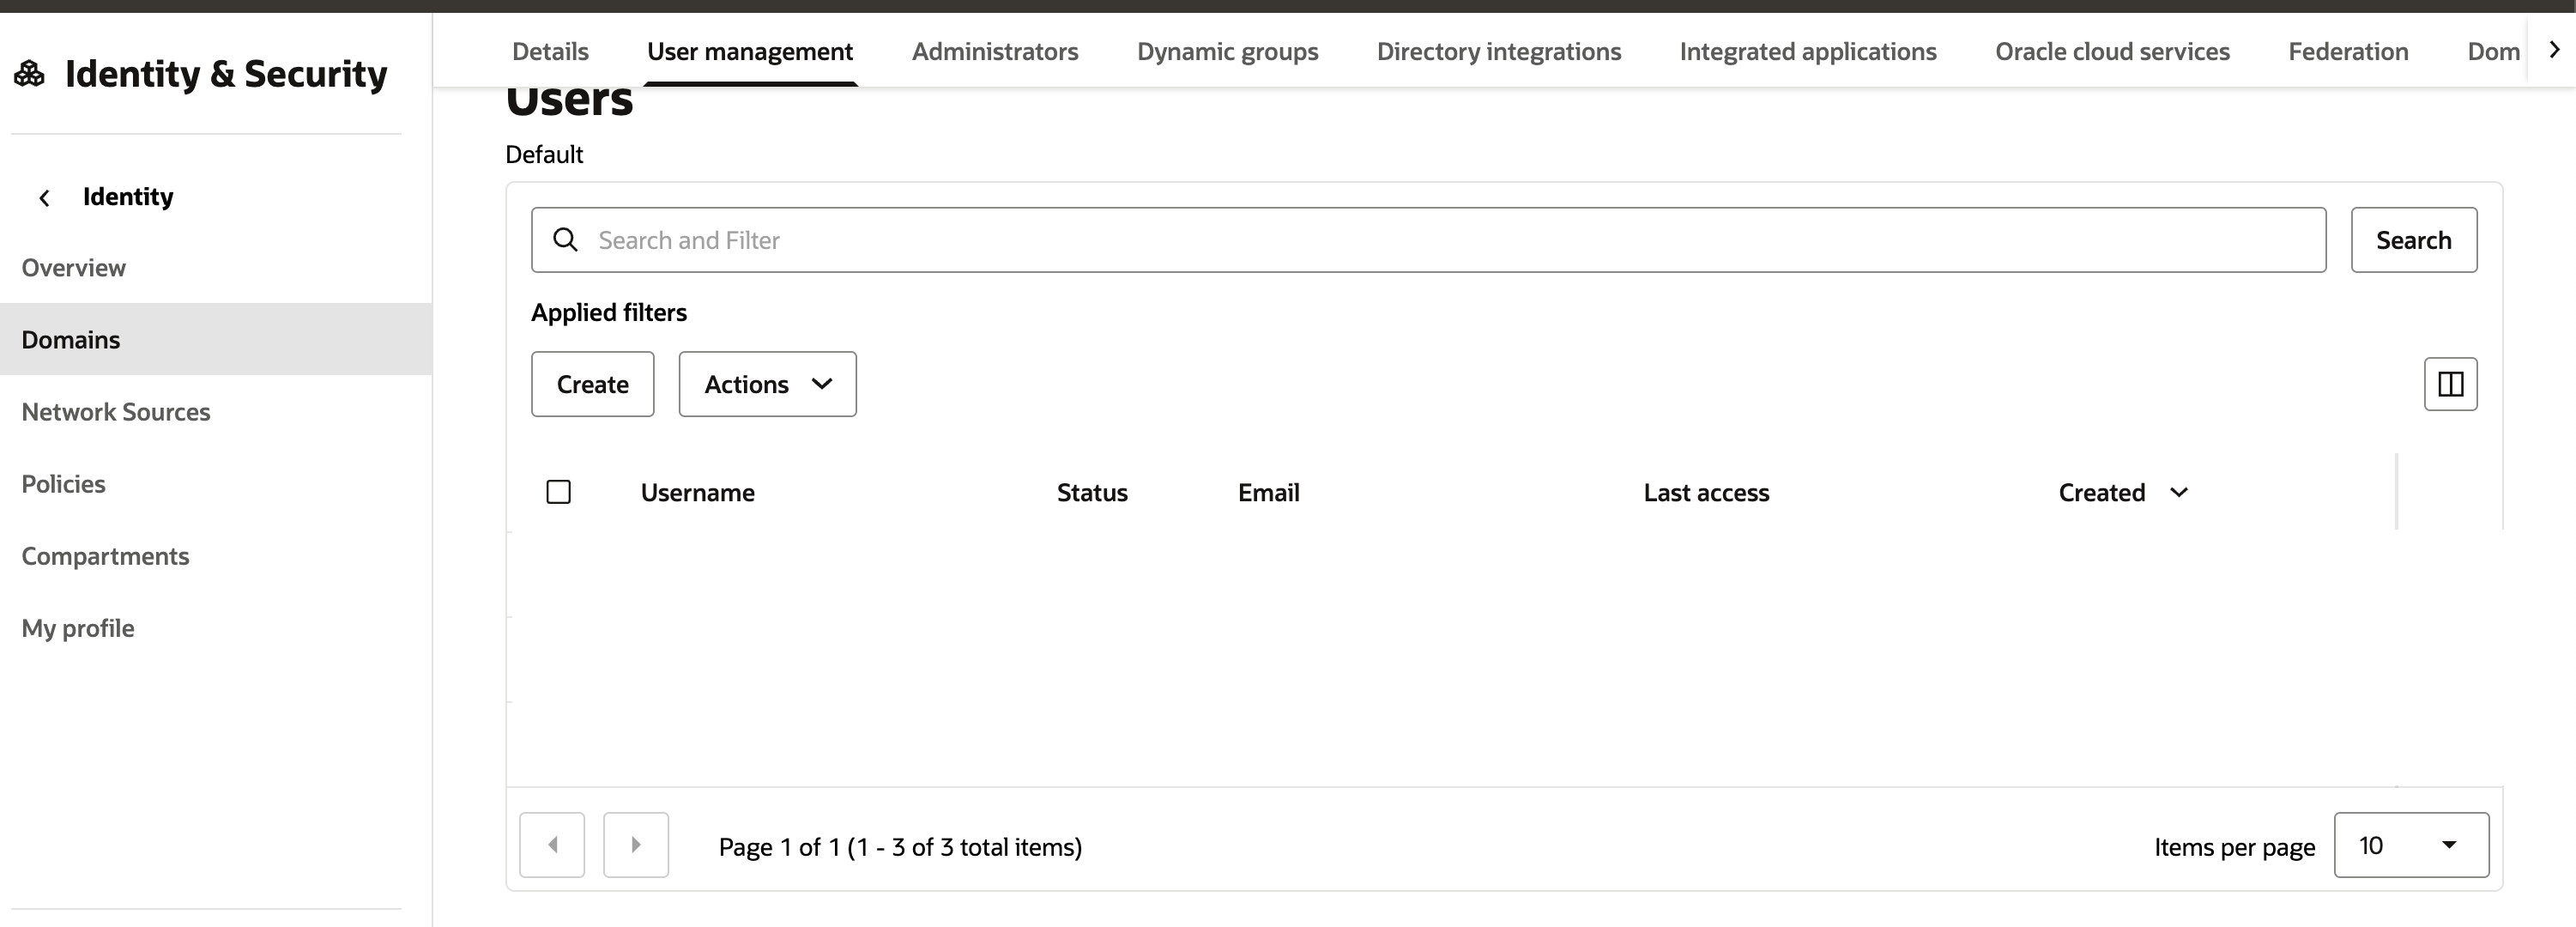 Identity & Security
Identity
Overview
Domains
Network Sources
Policies
Compartments
My profile
Details User management Administrators Dynamic groups Directory integrations Integrated applications Oracle cloud services Federation Dom
Users
Default
Search and Filter Search
Applied filters
Create Actions
Username Status Email Last access Created
Page 1 of 1 (1 - 3 of 3 total items) Items per page 10